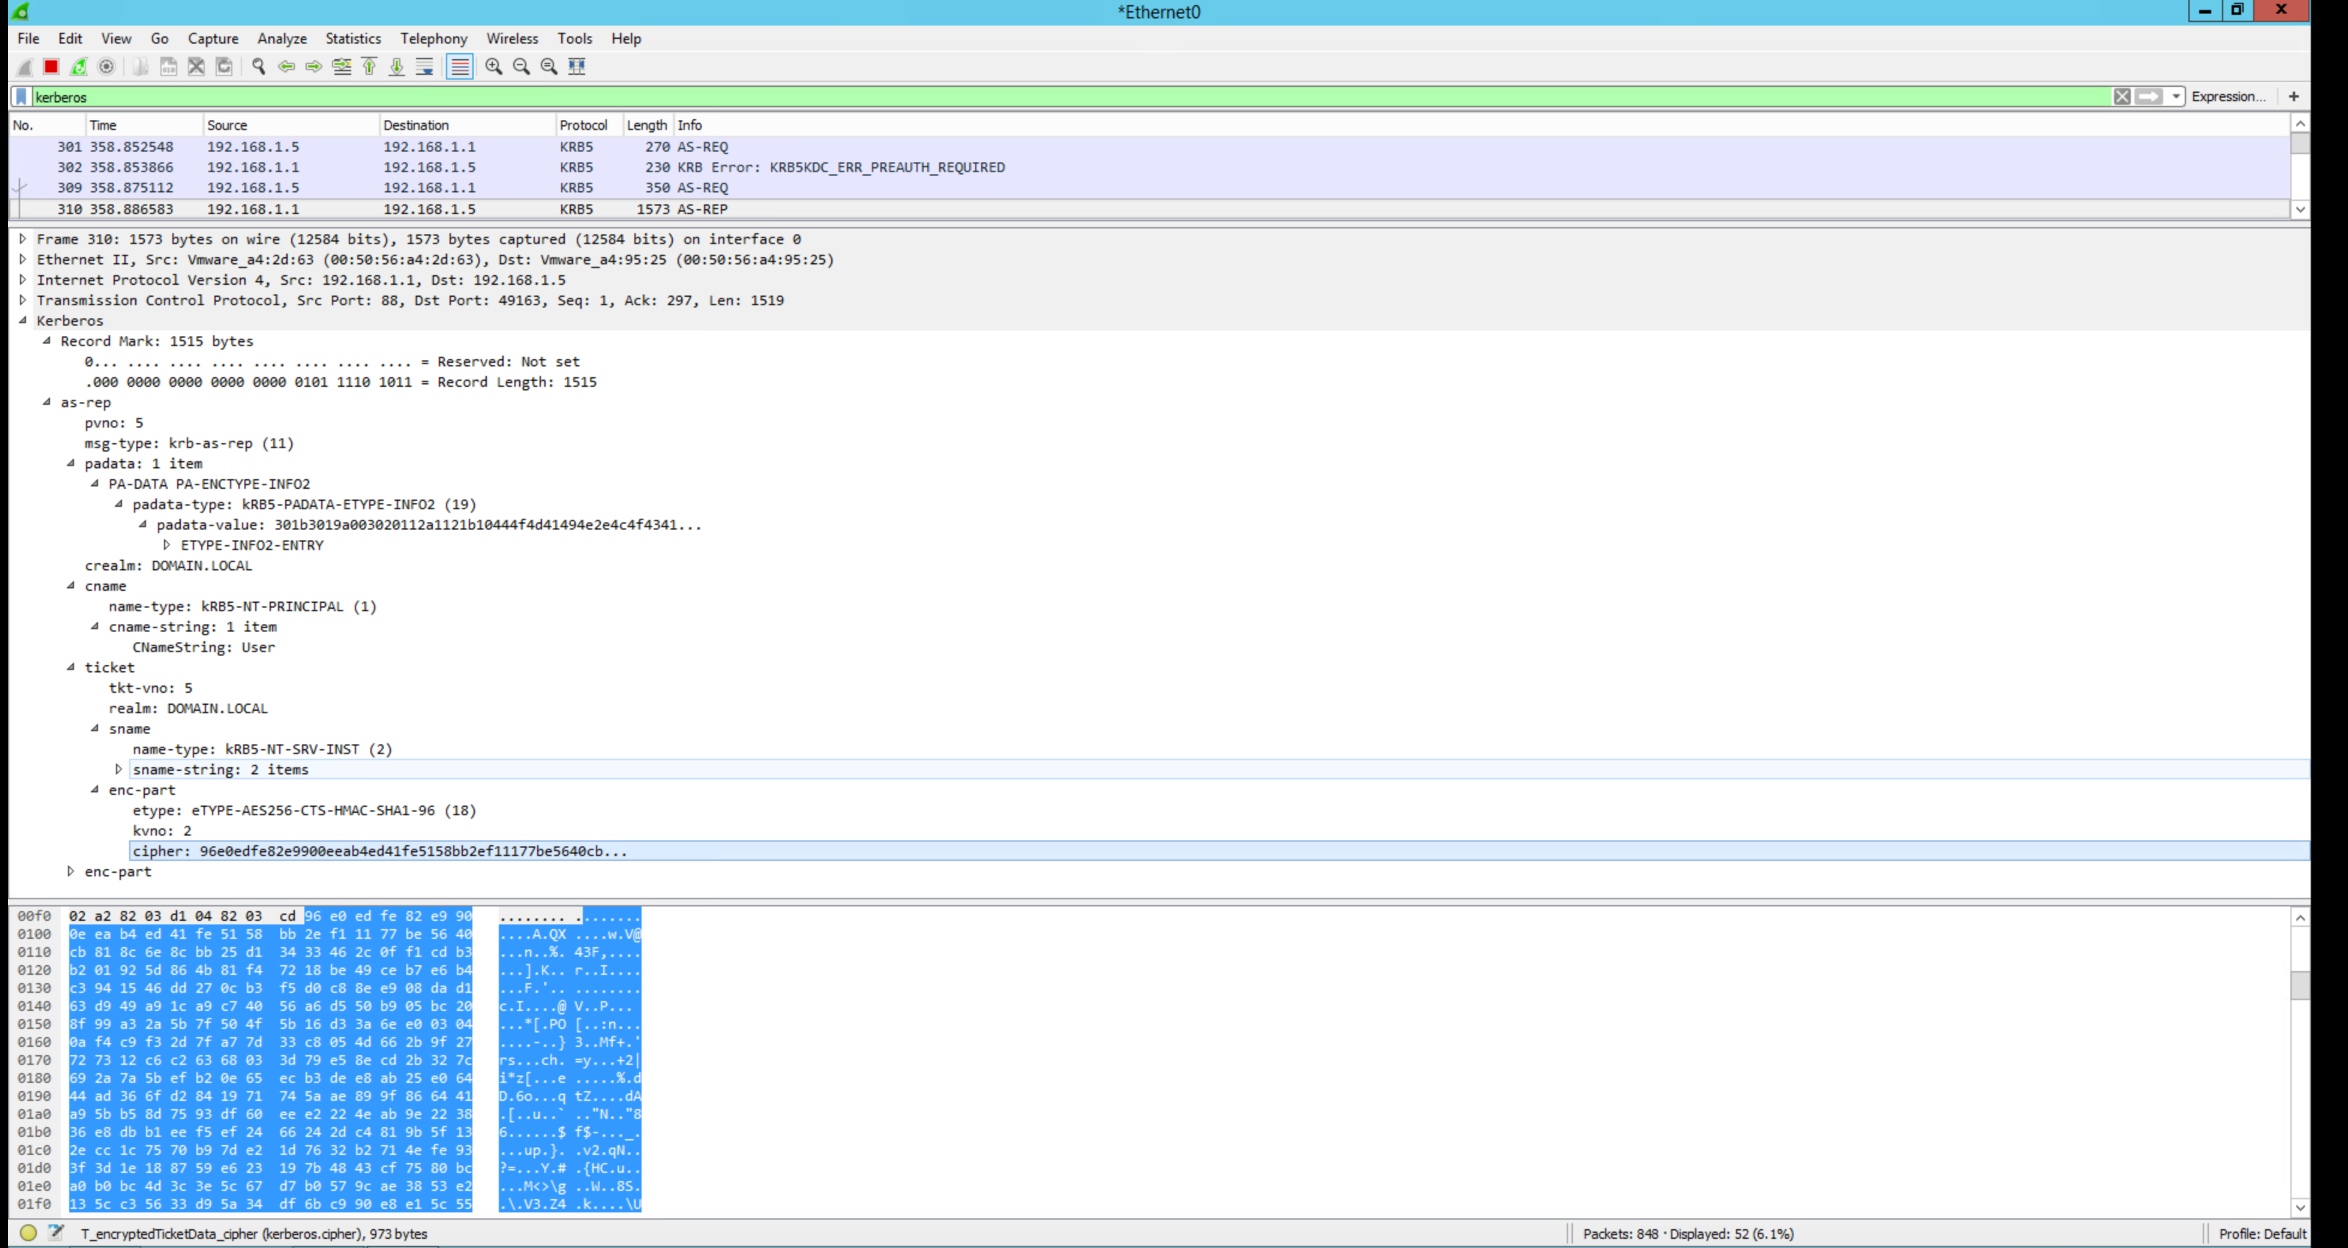 *Ethernet0
File Edit View Go Capture Analyze Statistics Telephony Wireless Tools Help
kerberos
Expression... +
No. Time Source Destination Protocol Length Info
301 358.852548 192.168.1.5 192.168.1.1 KRB5 270 AS-REQ
302 358.853866 192.168.1.1 192.168.1.5 KRB5 230 KRB Error: KRB5KDC_ERR_PREAUTH_REQUIRED
309 358.875112 192.168.1.5 192.168.1.1 KRB5 350 AS-REQ
310 358.886583 192.168.1.1 192.168.1.5 KRB5 1573 AS-REP
Frame 310: 1573 bytes on wire (12584 bits), 1573 bytes captured (12584 bits) on interface 0
Ethernet II, Src: Vmware_a4:2d:63 (00:50:56:a4:2d:63), Dst: Vmware_a4:95:25 (00:50:56:a4:95:25)
Internet Protocol Version 4, Src: 192.168.1.1, Dst: 192.168.1.5
Transmission Control Protocol, Src Port: 88, Dst Port: 49163, Seq: 1, Ack: 297, Len: 1519
Kerberos
Record Mark: 1515 bytes
0... .... .... .... .... .... .... .... = Reserved: Not set
.000 0000 0000 0000 0000 0101 1110 1011 = Record Length: 1515
as-rep
pvno: 5
msg-type: krb-as-rep (11)
padata: 1 item
PA-DATA PA-ENCTYPE-INFO2
padata-type: kRB5-PADATA-ETYPE-INFO2 (19)
padata-value: 301b3019a003020112a1121b10444f4d41494e2e4c4f4341...
ETYPE-INFO2-ENTRY
crealm: DOMAIN.LOCAL
cname
name-type: kRB5-NT-PRINCIPAL (1)
cname-string: 1 item
CNameString: User
ticket
tkt-vno: 5
realm: DOMAIN.LOCAL
sname
name-type: kRB5-NT-SRV-INST (2)
sname-string: 2 items
enc-part
etype: eTYPE-AES256-CTS-HMAC-SHA1-96 (18)
kvno: 2
cipher: 96e0edfe82e9900eeab4ed41fe5158bb2ef11177be5640cb...
enc-part
00f0 02 a2 82 03 d1 04 82 03 cd 96 e0 ed fe 82 e9 90 ........ ........
0100 0e ea b4 ed 41 fe 51 58 bb 2e f1 11 77 be 56 40 ....A.QX ....w.V@
0110 cb 81 8c 6e 8c bb 25 d1 34 33 46 2c 0f f1 cd b3 ...n..%. 43F,....
0120 b2 01 92 5d 86 4b 81 f4 72 18 be 49 ce b7 e6 b4 ...].K.. r..I....
0130 c3 94 15 46 dd 27 0c b3 f5 d0 c8 8e e9 08 da d1 ...F.'.. ........
0140 63 d9 49 a9 1c a9 c7 40 56 a6 d5 50 b9 05 bc 20 c.I....@ V..P...
0150 8f 99 a3 2a 5b 7f 50 4f 5b 16 d3 3a 6e e0 03 04 ...*[.PO [..:n...
0160 0a f4 c9 f3 2d 7f a7 7d 33 c8 05 4d 66 2b 9f 27 ....-..} 3..Mf+.'
0170 72 73 12 c6 c2 63 68 03 3d 79 e5 8e cd 2b 32 7c rs...ch. =y...+2|
0180 69 2a 7a 5b ef b2 0e 65 ec b3 de e8 ab 25 e0 64 i*z[...e .....%.d
0190 44 ad 36 6f d2 84 19 71 74 5a ae 89 9f 86 64 41 D.6o...q tZ....dA
01a0 a9 5b b5 8d 75 93 df 60 ee e2 22 4e ab 9e 22 38 .[..u..` .."N.."8
01b0 36 e8 db b1 ee f5 ef 24 66 24 2d c4 81 9b 5f 13 6......$ f$-..._.
01c0 2e cc 1c 75 70 b9 7d e2 1d 76 32 b2 71 4e fe 93 ...up.}. .v2.qN..
01d0 3f 3d 1e 18 87 59 e6 23 19 7b 48 43 cf 75 80 bc ?=...Y.# .{HC.u..
01e0 a0 b0 bc 4d 3c 3e 5c 67 d7 b0 57 9c ae 38 53 e2 ...M<>\g ..W..8S.
01f0 13 5c c3 56 33 d9 5a 34 df 6b c9 90 e8 e1 5c 55 .\.V3.Z4 .k....\U
T_encryptedTicketData_cipher (kerberos.cipher), 973 bytes Packets: 848 · Displayed: 52 (6.1%) Profile: Default